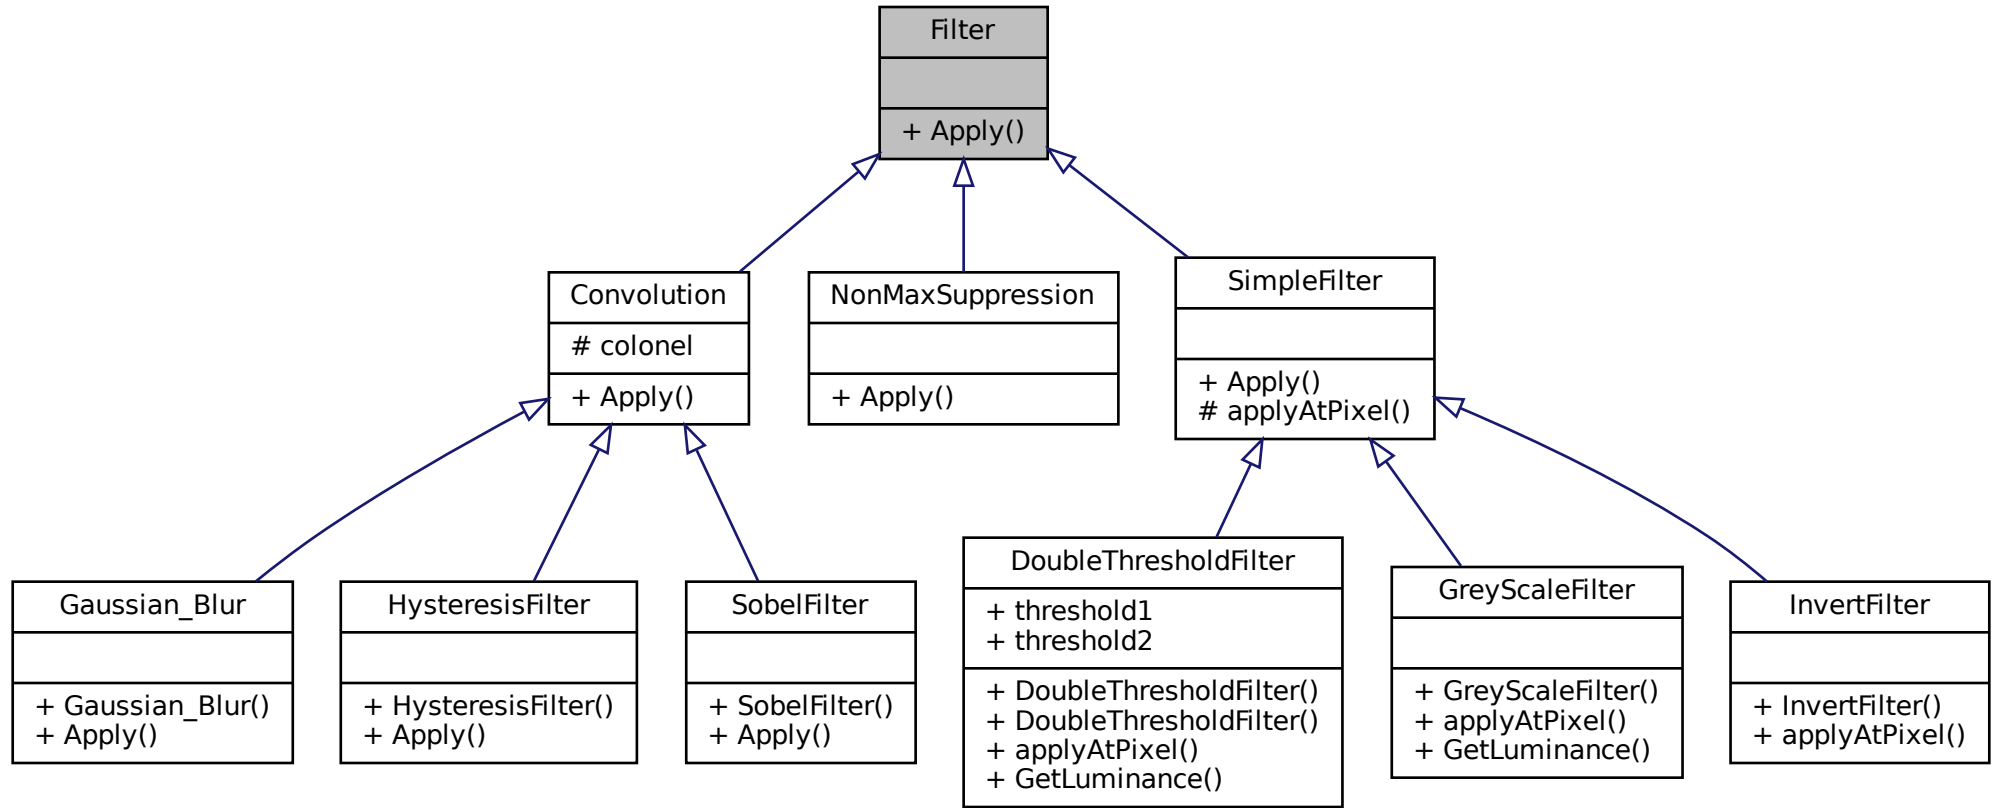 Filter
+ Apply()
Convolution
# colonel
+ Apply()
NonMaxSuppression
+ Apply()
SimpleFilter
+ Apply()
# applyAtPixel()
Gaussian_Blur
+ Gaussian_Blur()
+ Apply()
HysteresisFilter
+ HysteresisFilter()
+ Apply()
SobelFilter
+ SobelFilter()
+ Apply()
DoubleThresholdFilter
+ threshold1
+ threshold2
+ DoubleThresholdFilter()
+ DoubleThresholdFilter()
+ applyAtPixel()
+ GetLuminance()
GreyScaleFilter
+ GreyScaleFilter()
+ applyAtPixel()
+ GetLuminance()
InvertFilter
+ InvertFilter()
+ applyAtPixel()